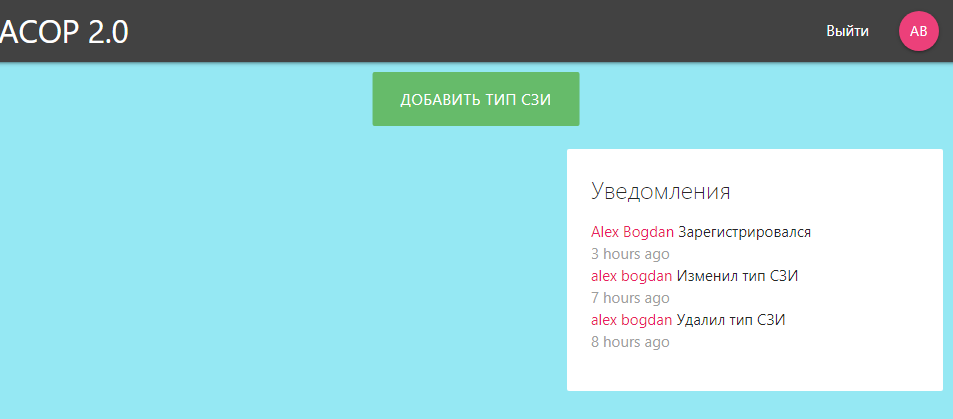 АСОР 2.0
Выйти
AB
ДОБАВИТЬ ТИП СЗИ
Уведомления
Alex Bogdan Зарегистрировался
3 hours ago
alex bogdan Изменил тип СЗИ
7 hours ago
alex bogdan Удалил тип СЗИ
8 hours ago